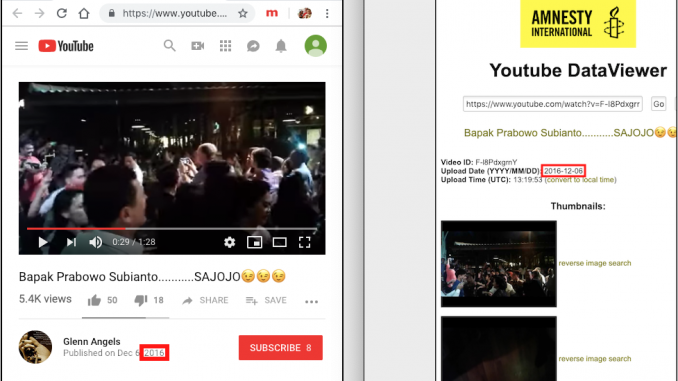 https://www.youtube....
YouTube
0:29 / 1:28
Bapak Prabowo Subianto...........SAJOJO😉😉😉
5.4K views
50
18
SHARE
SAVE
Glenn Angels
Published on Dec 6, 2016
SUBSCRIBE 8
AMNESTY
INTERNATIONAL
Youtube DataViewer
https://www.youtube.com/watch?v=F-I8Pdxgrr
Go
Bapak Prabowo Subianto...........SAJOJO😉😉
Video ID: F-I8PdxgrnY
Upload Date (YYYY/MM/DD): 2016-12-06
Upload Time (UTC): 13:19:53 (convert to local time)
Thumbnails:
reverse image search
reverse image search